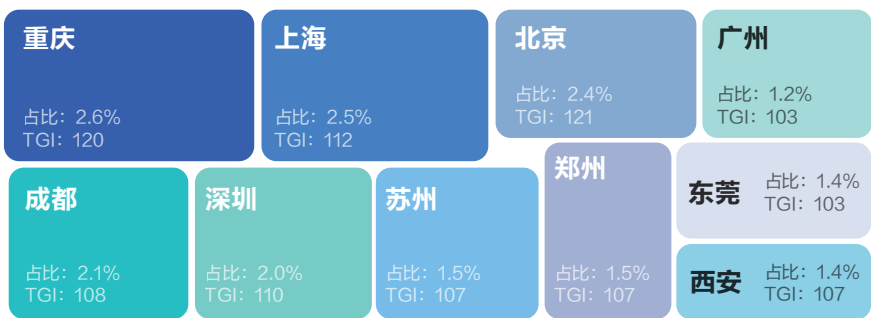 重庆
占比：2.6%
TGI：120
上海
占比：2.5%
TGI：112
北京
占比：2.4%
TGI：121
广州
占比：1.2%
TGI：103
成都
占比：2.1%
TGI：108
深圳
占比：2.0%
TGI：110
苏州
占比：1.5%
TGI：107
郑州
占比：1.5%
TGI：107
东莞
占比：1.4%
TGI：103
西安
占比：1.4%
TGI：107